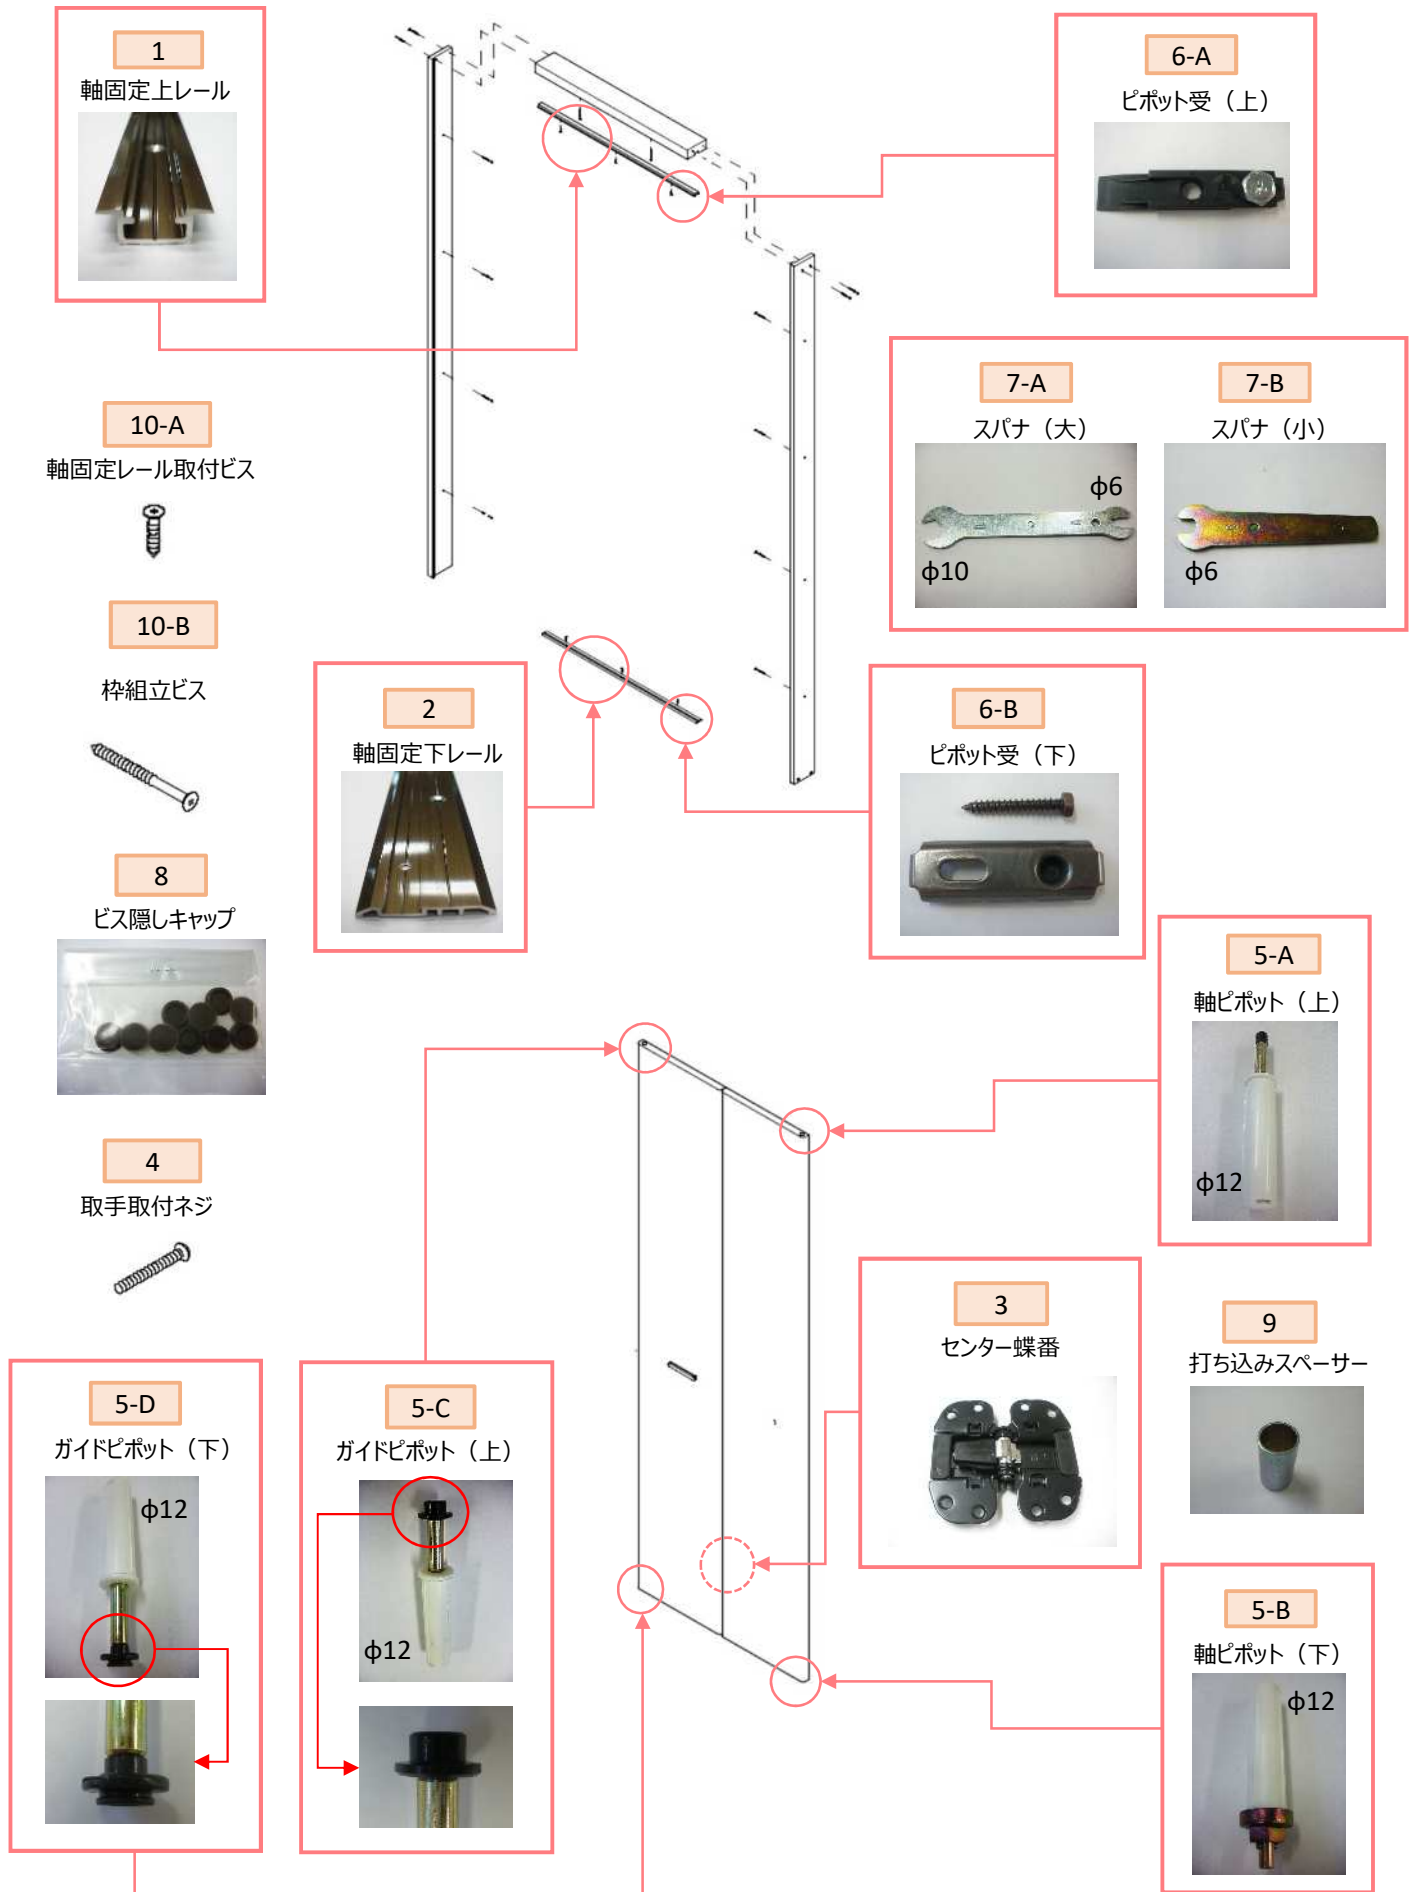 1
軸固定上レール
6-A
ピポット受（上）
7-A
スパナ（大）
φ6
φ10
7-B
スパナ（小）
φ6
10-A
軸固定レール取付ビス
10-B
枠組立ビス
2
軸固定下レール
6-B
ピポット受（下）
8
ビス隠しキャップ
5-A
軸ピポット（上）
φ12
4
取手取付ネジ
3
センター蝶番
9
打ち込みスペーサー
5-D
ガイドピポット（下）
φ12
5-C
ガイドピポット（上）
φ12
5-B
軸ピポット（下）
φ12